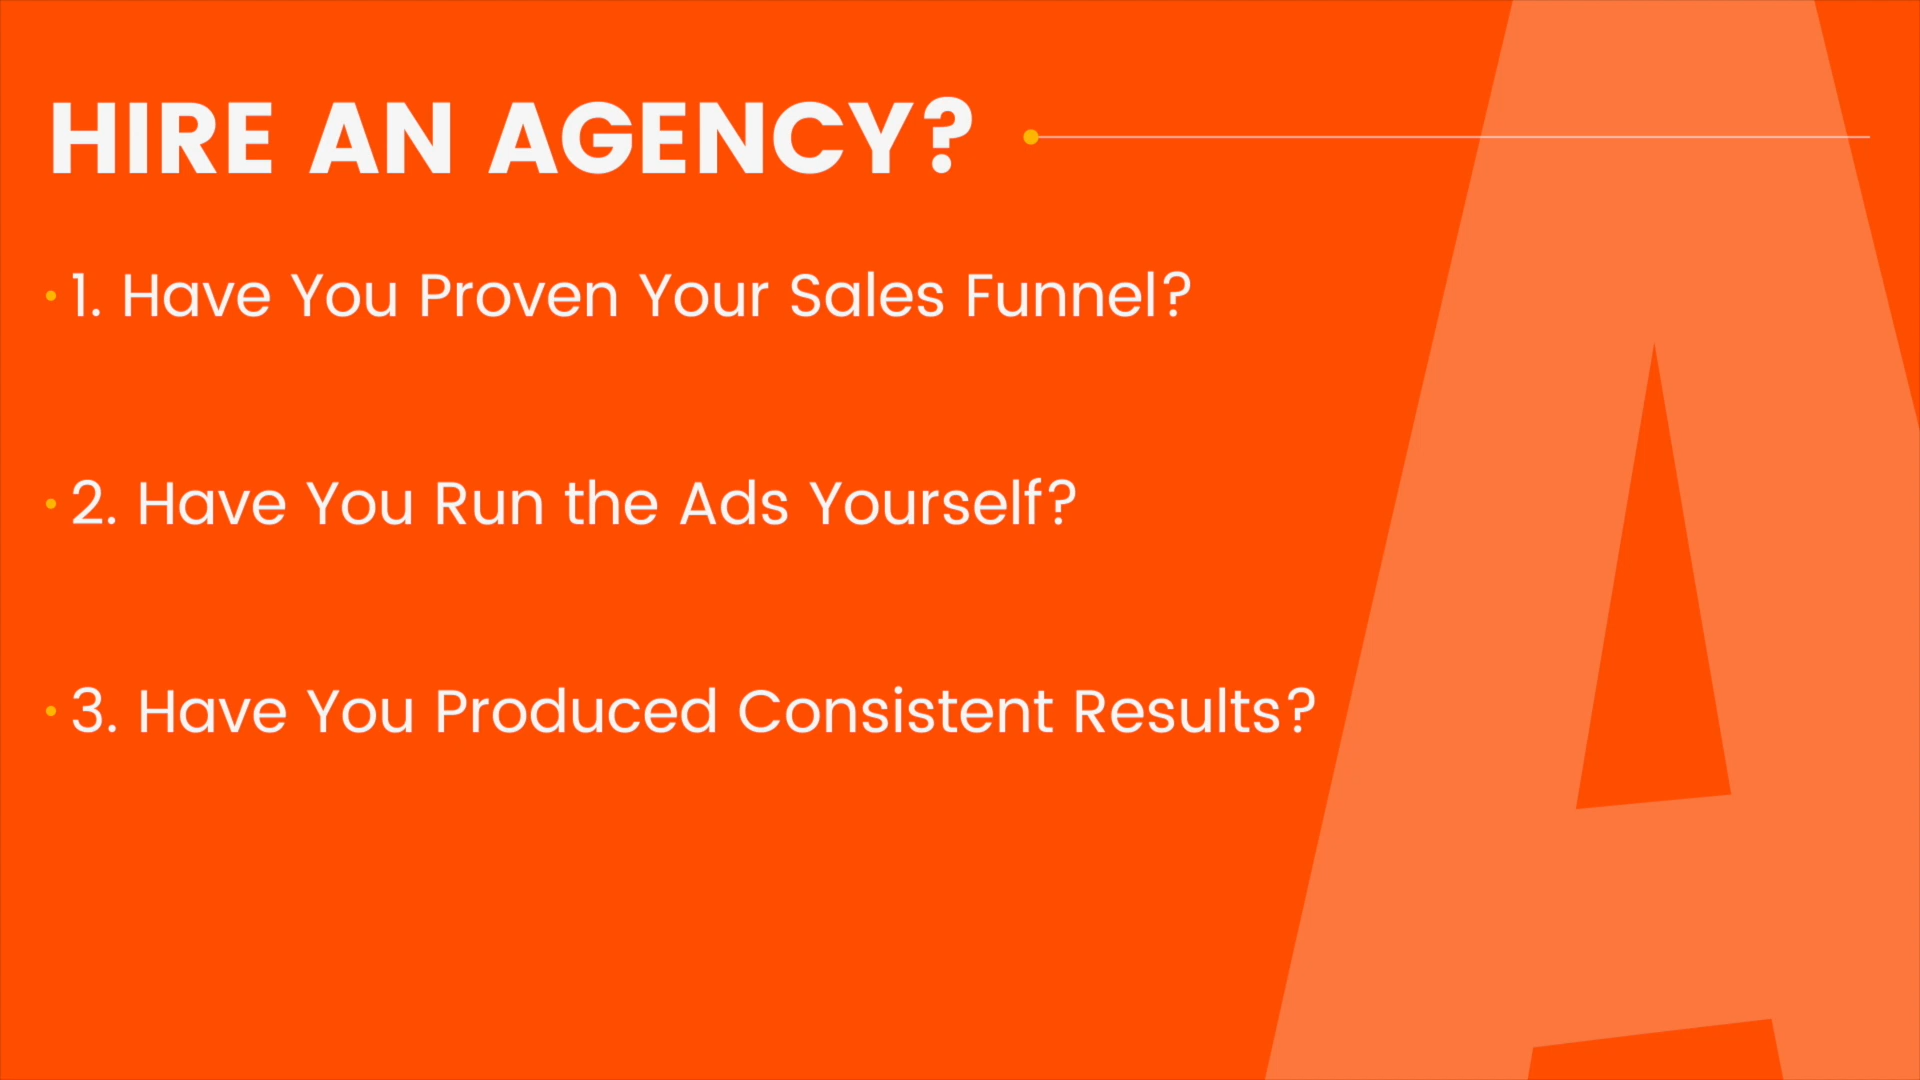 HIRE AN AGENCY?
• 1. Have You Proven Your Sales Funnel?
• 2. Have You Run the Ads Yourself?
• 3. Have You Produced Consistent Results?
A